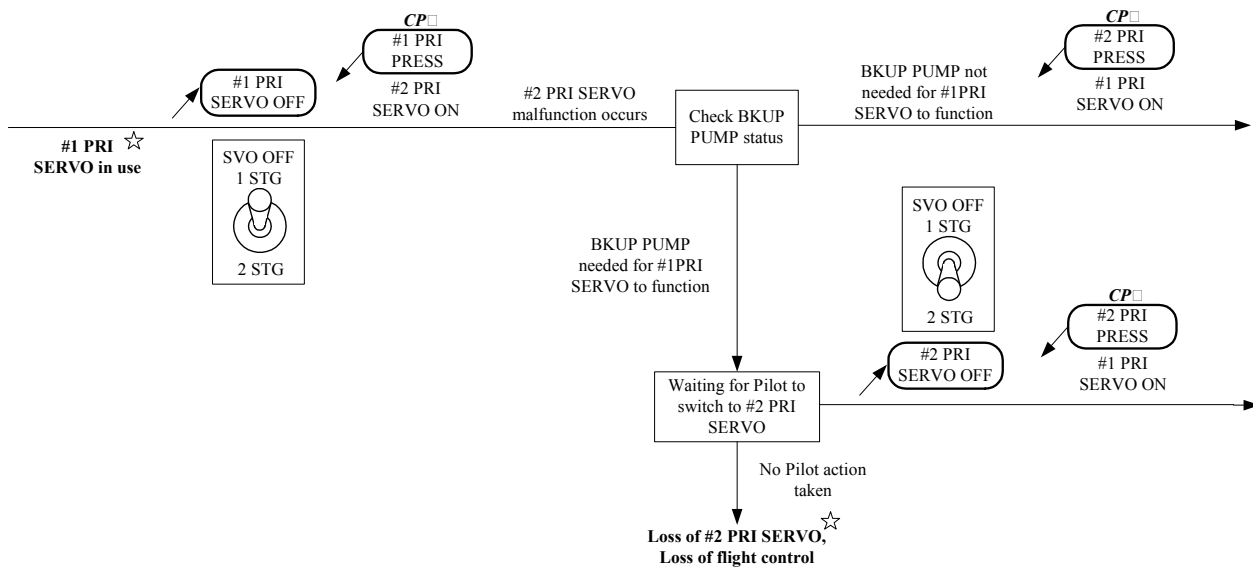 CP□
#1 PRI
PRESS
#1 PRI
SERVO OFF
#2 PRI
SERVO ON
#1 PRI ☆
SERVO in use
SVO OFF
1 STG
2 STG
#2 PRI SERVO
malfunction occurs
Check BKUP
PUMP status
BKUP PUMP not
needed for #1PRI
SERVO to function
CP□
#2 PRI
PRESS
#1 PRI
SERVO ON
BKUP PUMP
needed for #1PRI
SERVO to function
SVO OFF
1 STG
2 STG
Waiting for Pilot to
switch to #2 PRI
SERVO
#2 PRI
SERVO OFF
CP□
#2 PRI
PRESS
#1 PRI
SERVO ON
No Pilot action
taken
Loss of #2 PRI SERVO, ☆
Loss of flight control